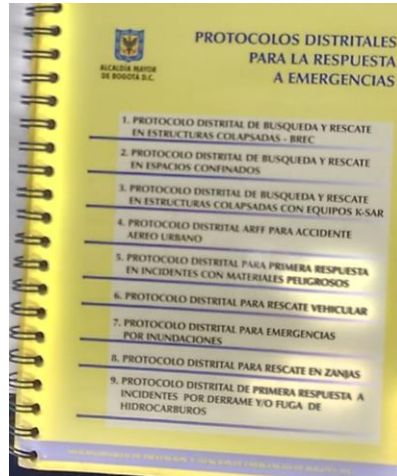 PROTOCOLOS DISTRITALES
PARA LA RESPUESTA
A EMERGENCIAS
ALCALDIA MAYOR
DE BOGOTA D.C.
1. PROTOCOLO DISTRITAL DE BUSQUEDA Y RESCATE
EN ESTRUCTURAS COLAPSADAS - BREC
2. PROTOCOLO DISTRITAL DE BUSQUEDA Y RESCATE
EN ESPACIOS CONFINADOS
3. PROTOCOLO DISTRITAL DE BUSQUEDA Y RESCATE
EN ESTRUCTURAS COLAPSADAS CON EQUIPOS K-SAR
4. PROTOCOLO DISTRITAL ARFF PARA ACCIDENTE
AEREO URBANO
5. PROTOCOLO DISTRITAL PARA PRIMERA RESPUESTA
EN INCIDENTES CON MATERIALES PELIGROSOS
6. PROTOCOLO DISTRITAL PARA RESCATE VEHICULAR
7. PROTOCOLO DISTRITAL PARA EMERGENCIAS
POR INUNDACIONES
8. PROTOCOLO DISTRITAL PARA RESCATE EN ZANJAS
9. PROTOCOLO DISTRITAL DE PRIMERA RESPUESTA A
INCIDENTES POR DERRAME Y/O FUGA DE
HIDROCARBUROS